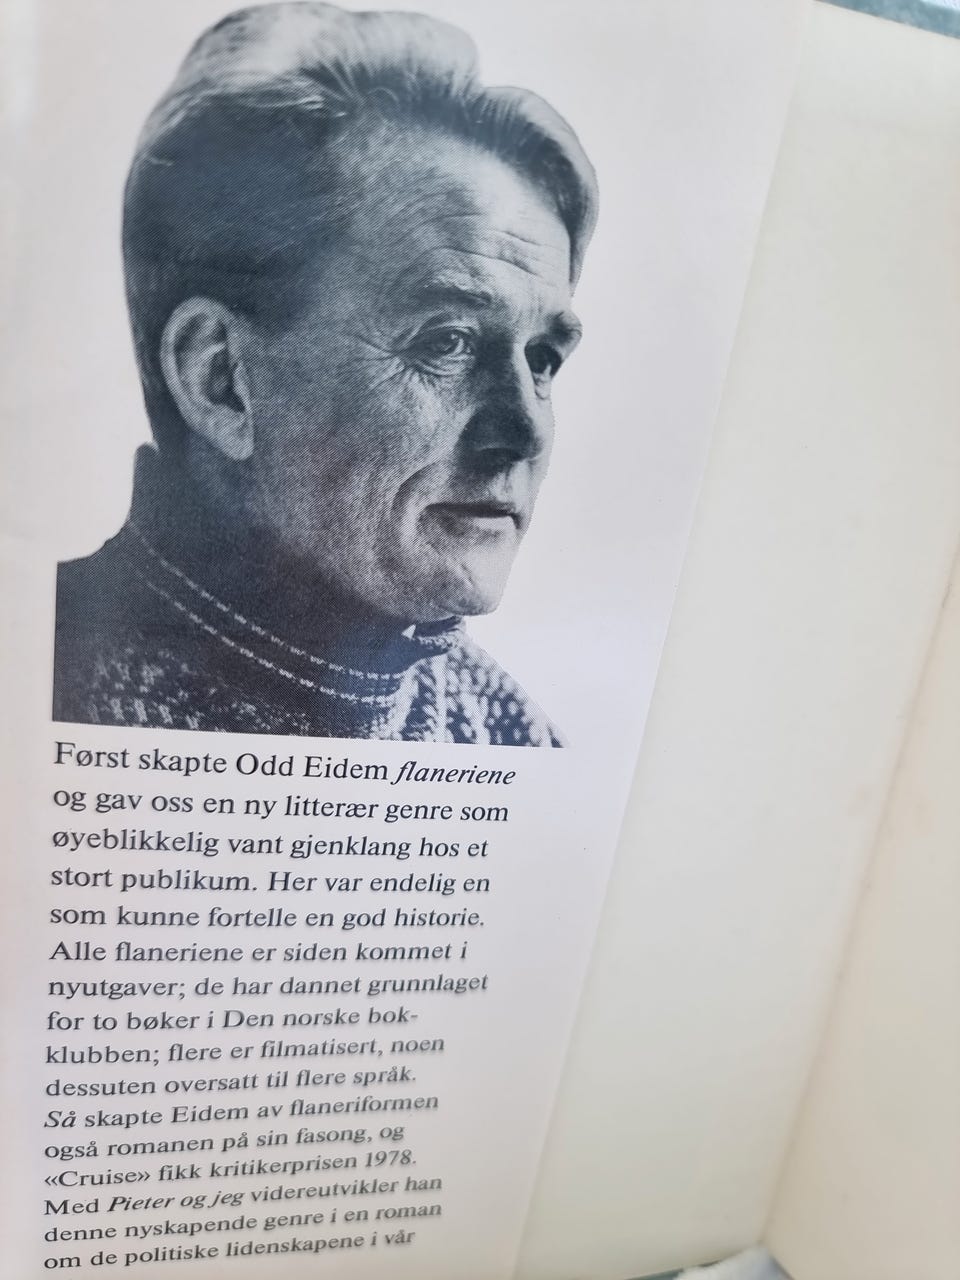 Først skapte Odd Eidem flaneriene
og gav oss en ny litterær genre som
øyeblikkelig vant gjenklang hos et
stort publikum. Her var endelig en
som kunne fortelle en god historie.
Alle flaneriene er siden kommet i
nyutgaver; de har dannet grunnlaget
for to bøker i Den norske bok-
klubben; flere er filmatisert, noen
dessuten oversatt til flere språk.
Så skapte Eidem av flaneriformen
også romanen på sin fasong, og
«Cruise» fikk kritikerprisen 1978.
Med Pieter og jeg videreutvikler han
denne nyskapende genre i en roman
om de politiske lidenskapene i vår